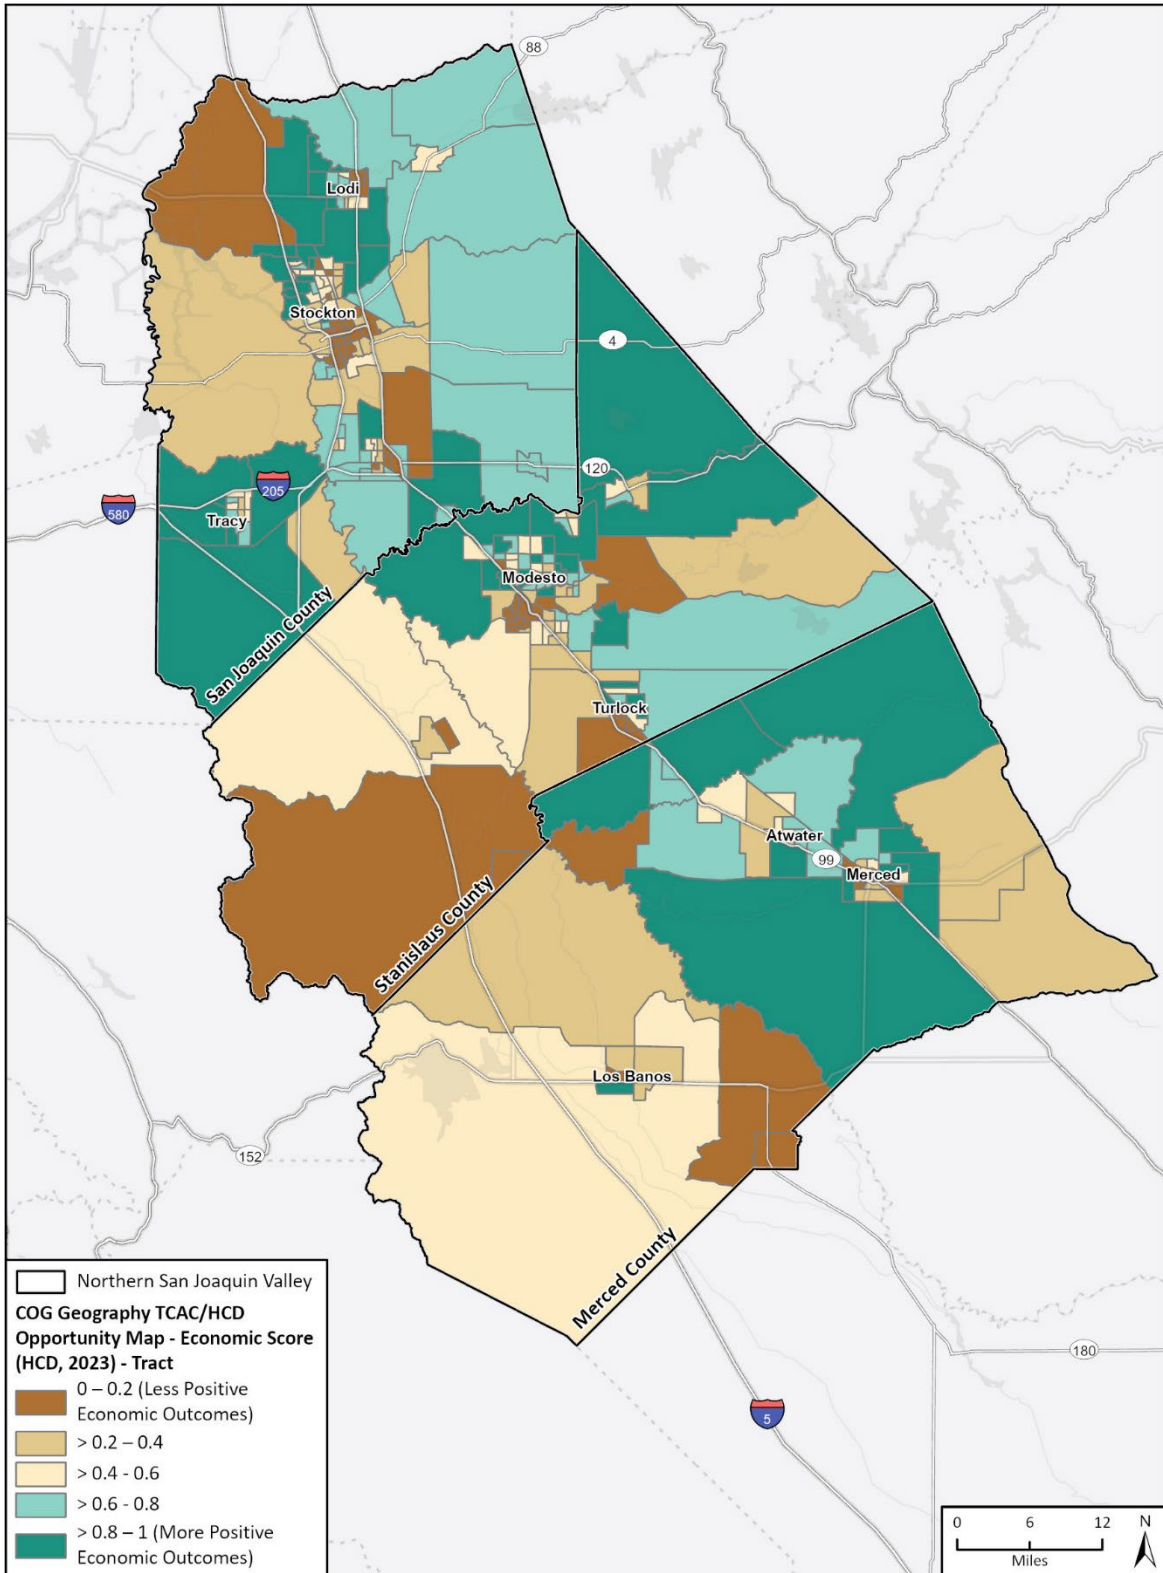 88
Lodi
Stockton
4
120
205
580
Tracy
Modesto
San Joaquin County
Turlock
Atwater
99
Merced
Stanislaus County
Los Banos
152
Merced County
180
5
Northern San Joaquin Valley
COG Geography TCAC/HCD
Opportunity Map - Economic Score
(HCD, 2023) - Tract
0 – 0.2 (Less Positive
Economic Outcomes)
> 0.2 – 0.4
> 0.4 - 0.6
> 0.6 - 0.8
> 0.8 – 1 (More Positive
Economic Outcomes)
0 6 12
Miles
N